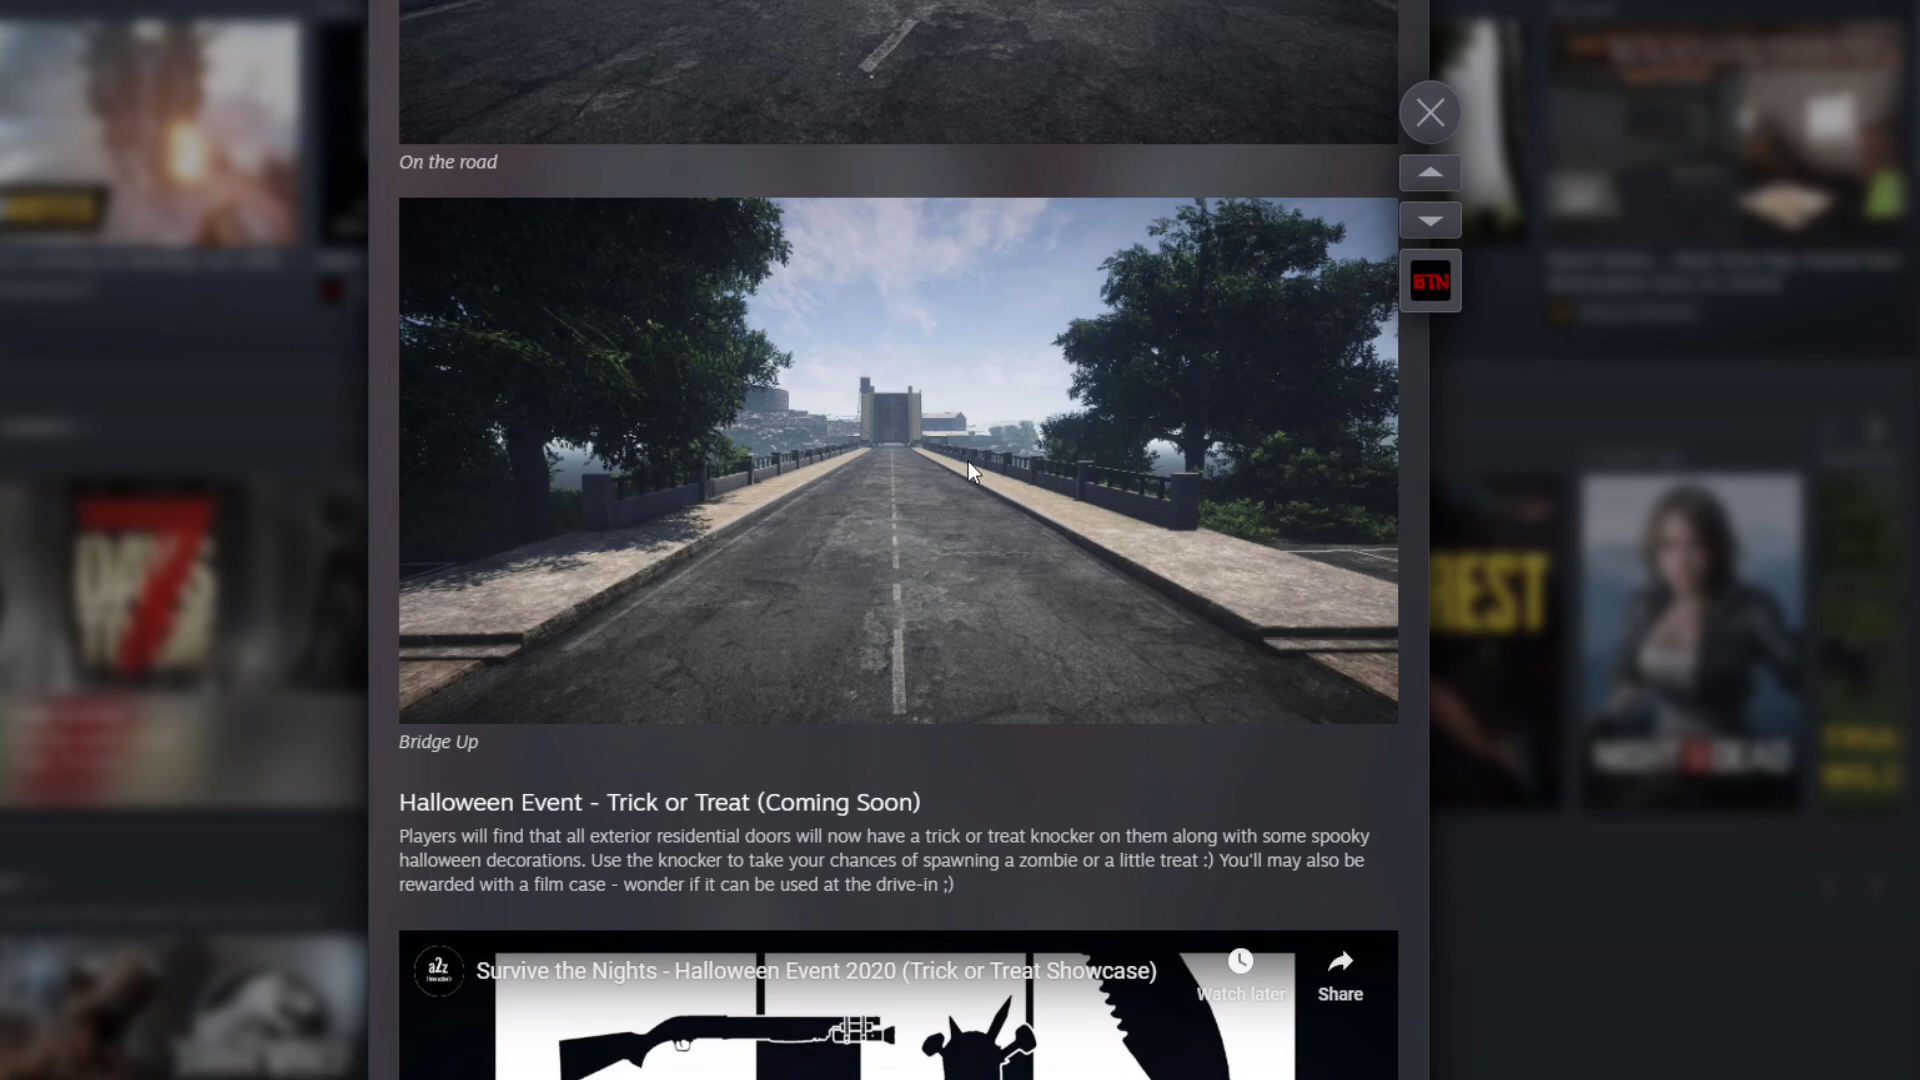 On the road
STN
Bridge Up
Halloween Event - Trick or Treat (Coming Soon)
Players will find that all exterior residential doors will now have a trick or treat knocker on them along with some spooky
halloween decorations. Use the knocker to take your chances of spawning a zombie or a little treat :) You'll may also be
rewarded with a film case - wonder if it can be used at the drive-in ;)
a2z
Survive the Nights - Halloween Event 2020 (Trick or Treat Showcase)
Watch later
Share
7
DAYS